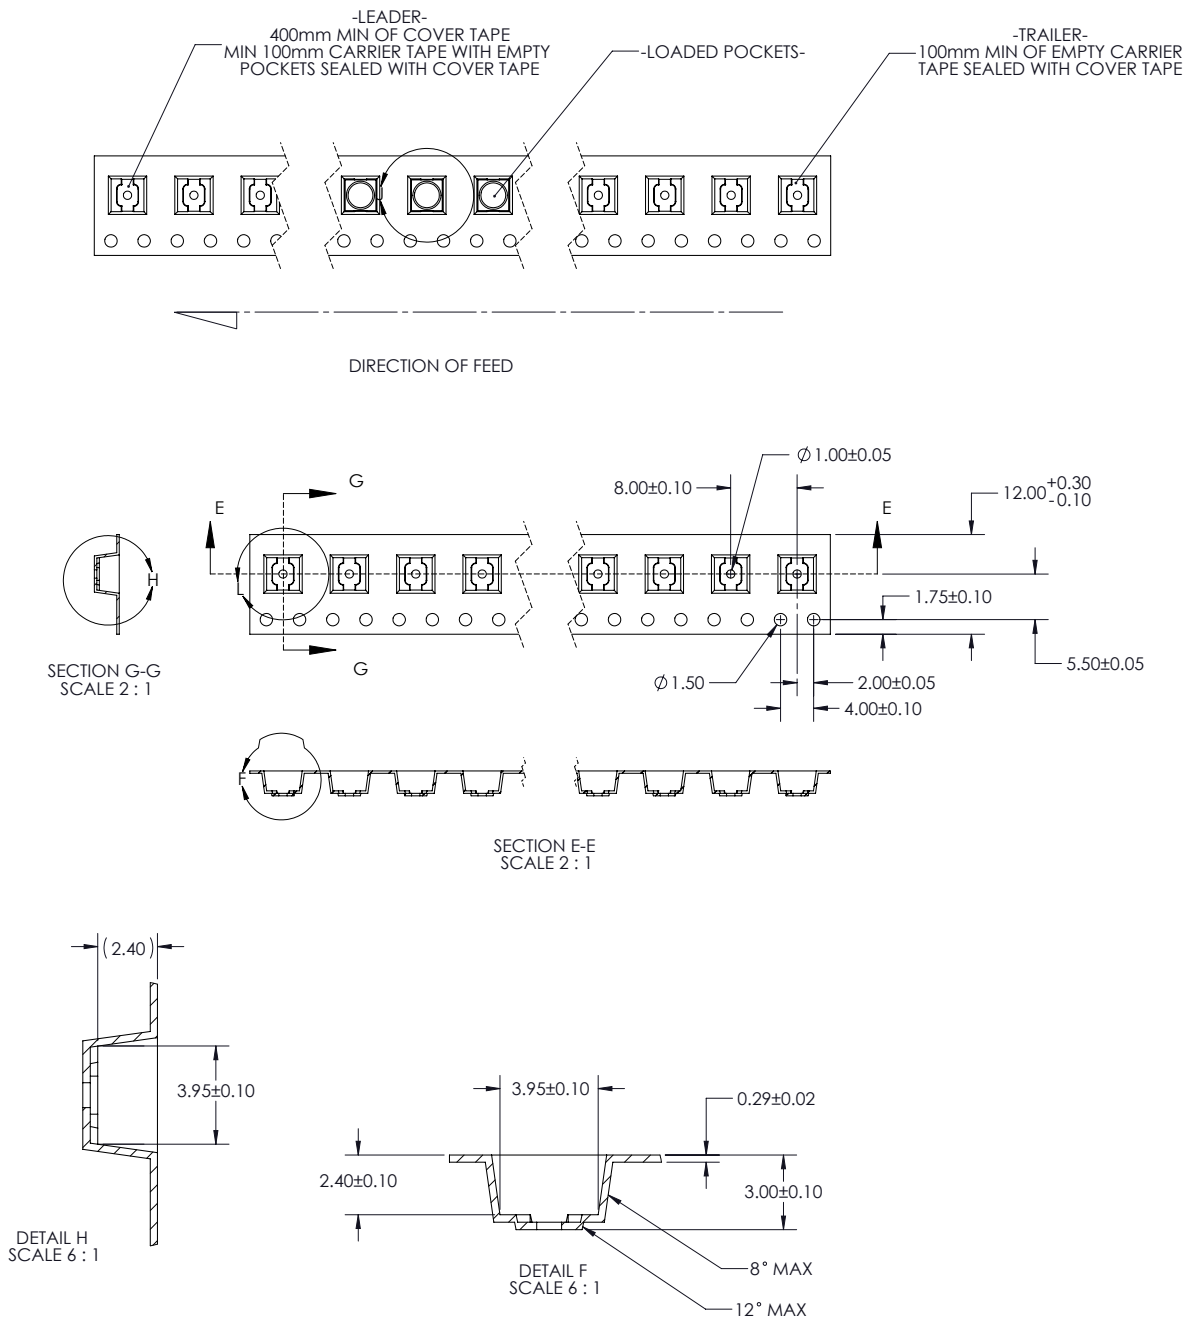 -LEADER-
400mm MIN OF COVER TAPE
MIN 100mm CARRIER TAPE WITH EMPTY
POCKETS SEALED WITH COVER TAPE
-LOADED POCKETS-
-TRAILER-
100mm MIN OF EMPTY CARRIER
TAPE SEALED WITH COVER TAPE
J
DIRECTION OF FEED
G
E
8.00±0.10
Ø1.00±0.05
12.00 +0.30
-0.10
E
H
L
1.75±0.10
SECTION G-G
SCALE 2 : 1
G
Ø1.50
2.00±0.05
4.00±0.10
5.50±0.05
F
SECTION E-E
SCALE 2 : 1
(2.40)
3.95±0.10
DETAIL H
SCALE 6 : 1
3.95±0.10
0.29±0.02
2.40±0.10
3.00±0.10
DETAIL F
SCALE 6 : 1
8° MAX
12° MAX